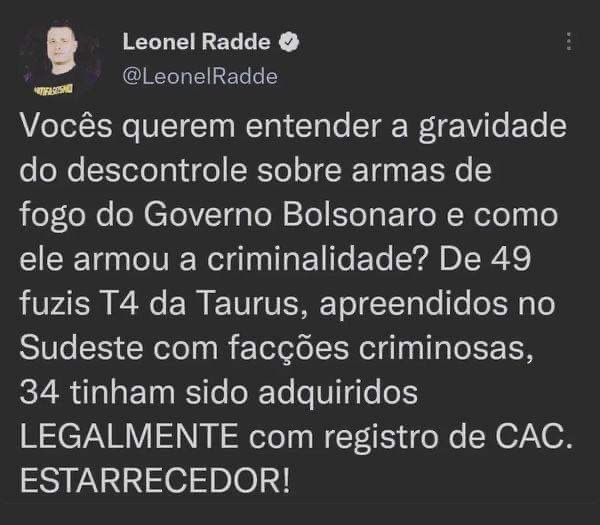 Leonel Radde
@LeonelRadde
Vocês querem entender a gravidade
do descontrole sobre armas de
fogo do Governo Bolsonaro e como
ele armou a criminalidade? De 49
fuzis T4 da Taurus, apreendidos no
Sudeste com facções criminosas,
34 tinham sido adquiridos
LEGALMENTE com registro de CAC.
ESTARRECEDOR!